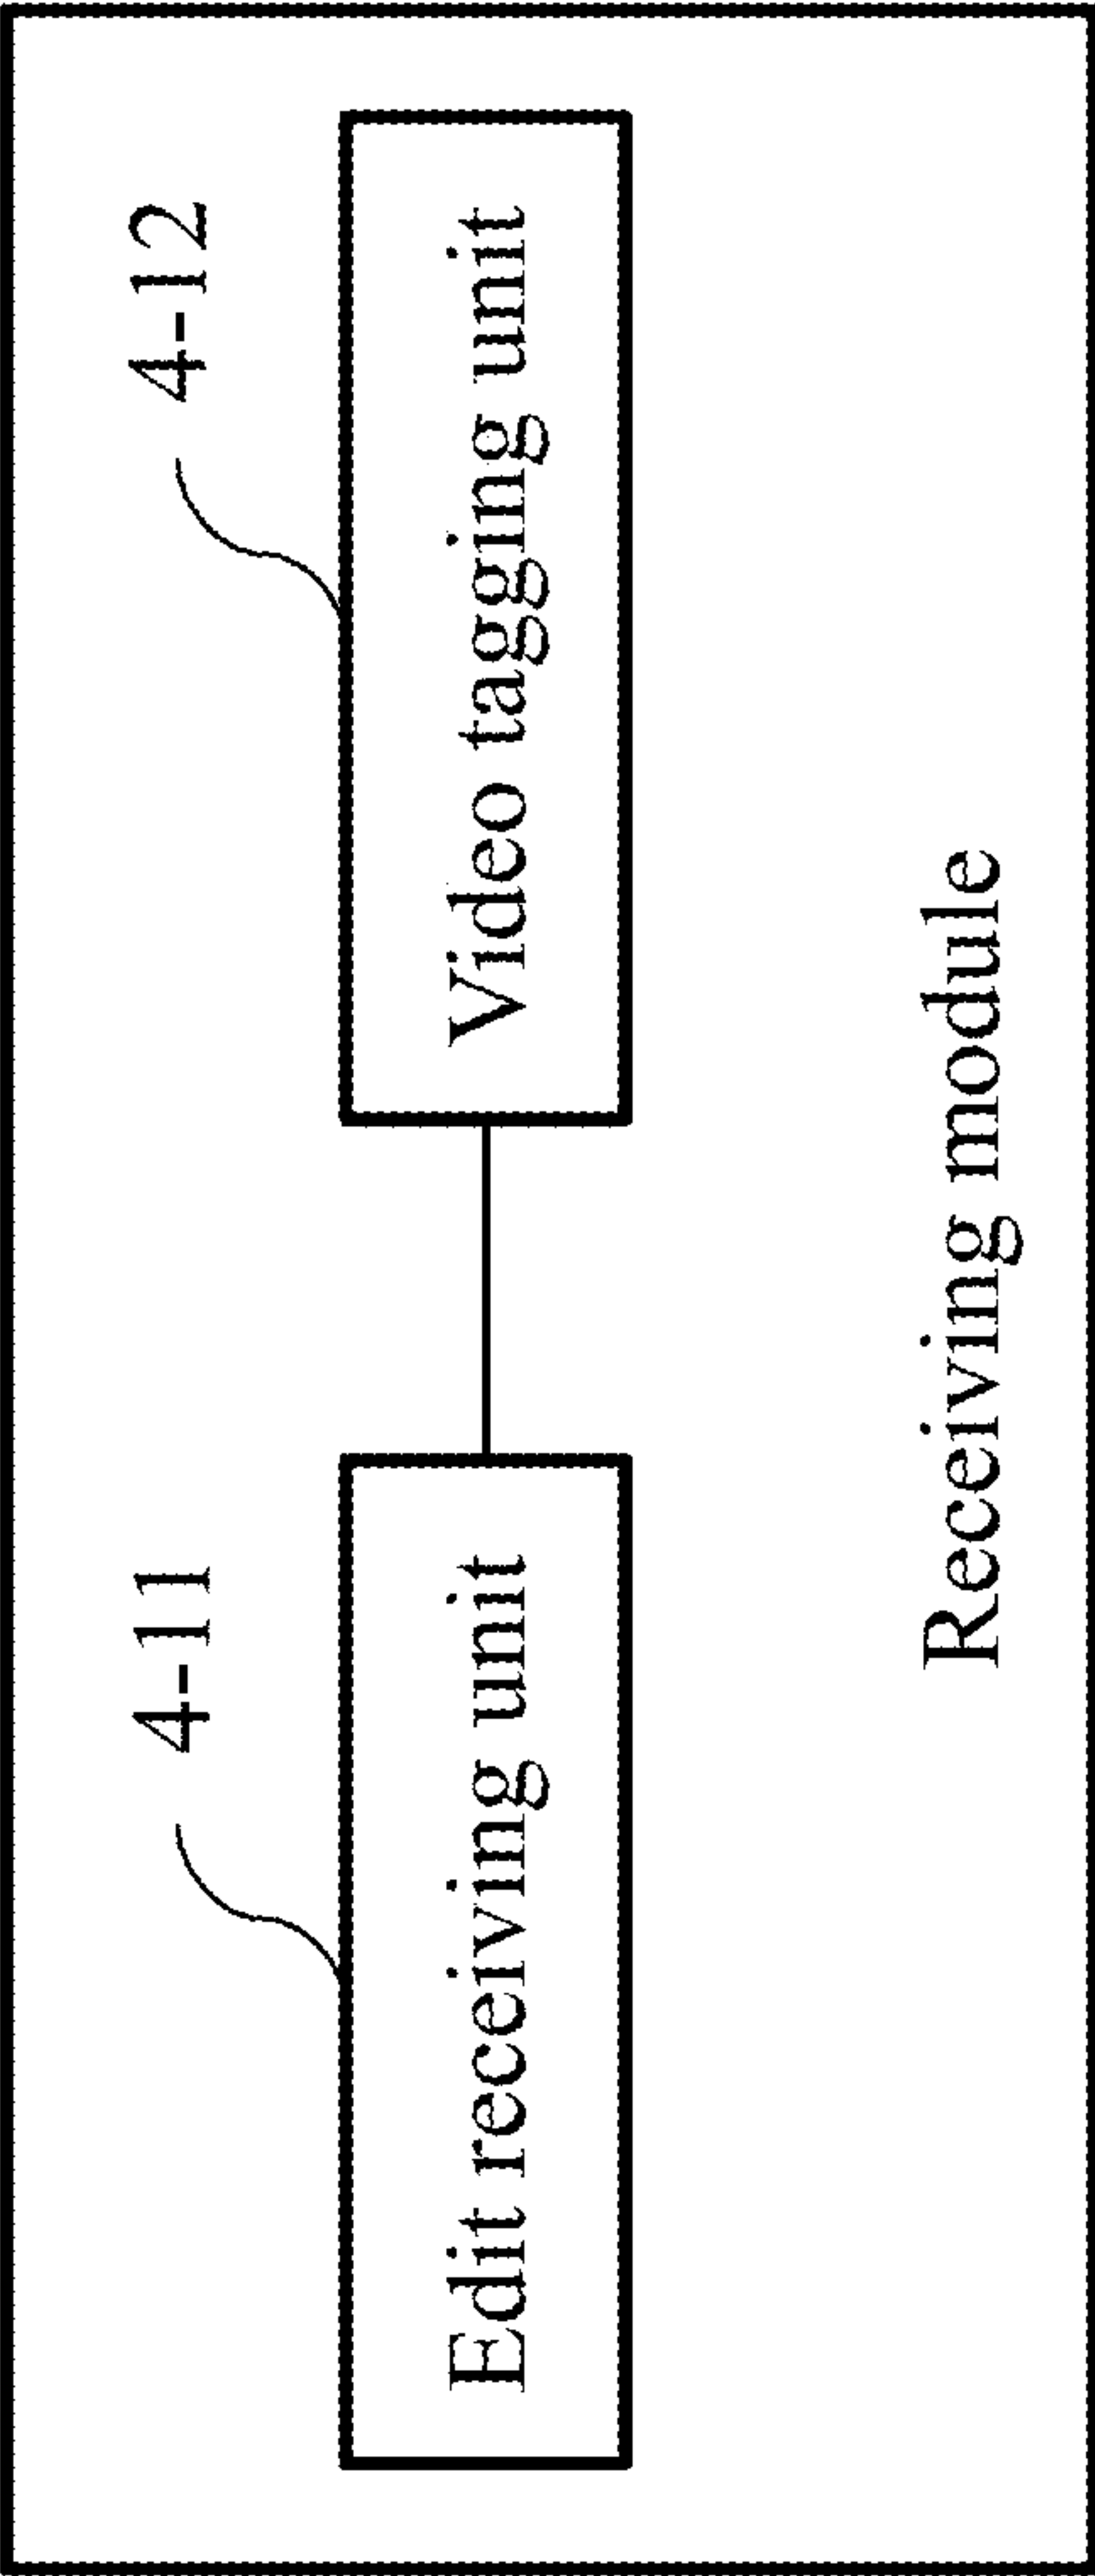 4-11
4-12
Edit receiving unit
Video tagging unit
Receiving module